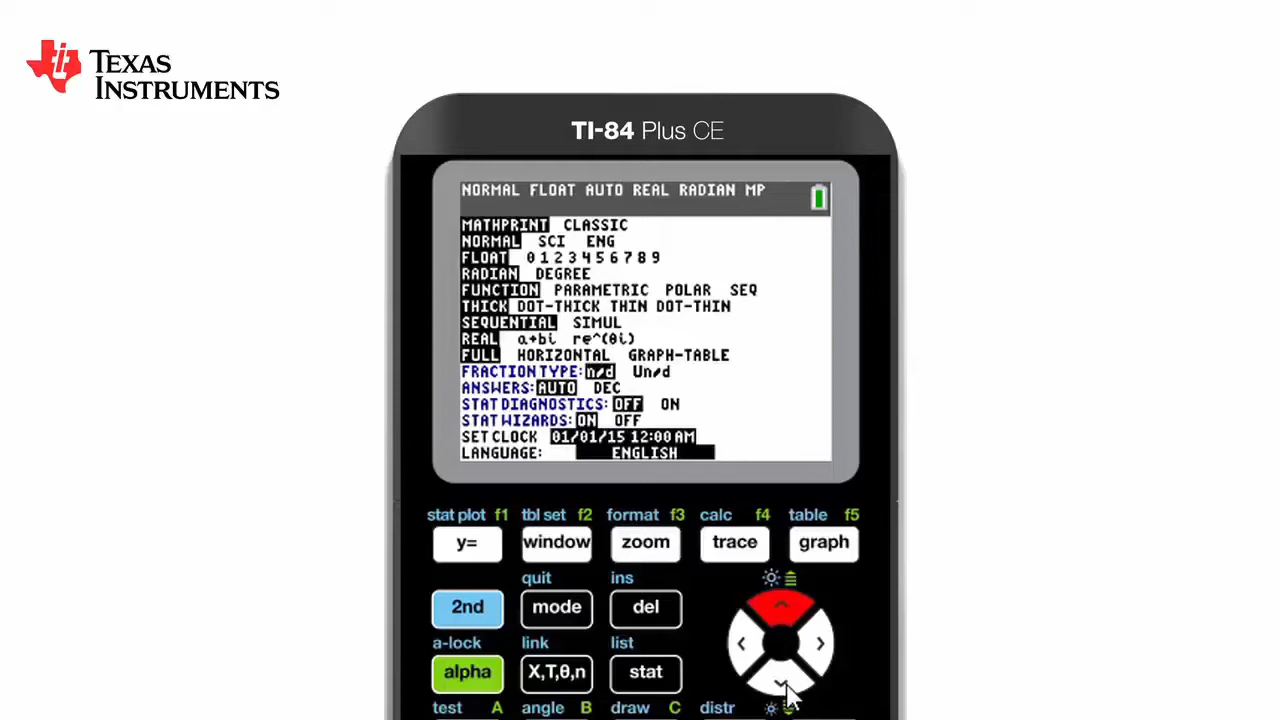 TEXAS
INSTRUMENTS
TI-84 Plus CE
NORMAL FLOAT AUTO REAL RADIAN MP
MATHPRINT CLASSIC
NORMAL SCI ENG
FLOAT 0 1 2 3 4 5 6 7 8 9
RADIAN DEGREE
FUNCTION PARAMETRIC POLAR SEQ
THICK DOT-THICK THIN DOT-THIN
SEQUENTIAL SIMUL
REAL a+bi re^(θi)
FULL HORIZONTAL GRAPH-TABLE
FRACTION TYPE: n/d Un/d
ANSWERS: AUTO DEC
STAT DIAGNOSTICS: OFF ON
STAT WIZARDS: ON OFF
SET CLOCK 01/01/15 12:00 AM
LANGUAGE: ENGLISH
stat plot f1 tbl set f2 format f3 calc f4 table f5
y= window zoom trace graph
quit ins
2nd mode del
a-lock link list
alpha X,T,θ,n stat
test A angle B draw C distr